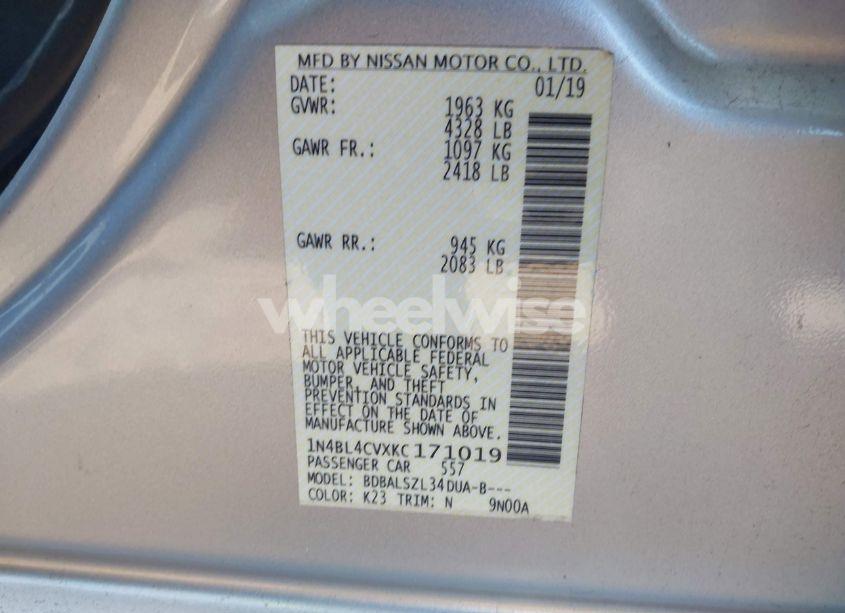 MFD BY NISSAN MOTOR CO., LTD.
DATE: 01/19
GVWR: 1963 KG
4328 LB
GAWR FR.: 1097 KG
2418 LB
GAWR RR.: 945 KG
2083 LB
wheelwise
THIS VEHICLE CONFORMS TO
ALL APPLICABLE FEDERAL
MOTOR VEHICLE SAFETY,
BUMPER, AND THEFT
PREVENTION STANDARDS IN
EFFECT ON THE DATE OF
MANUFACTURE SHOWN ABOVE.
1N4BL4CVXKC171019
PASSENGER CAR 557
MODEL: BDBALSZL34DUA-B---
COLOR: K23 TRIM: N 9N00A